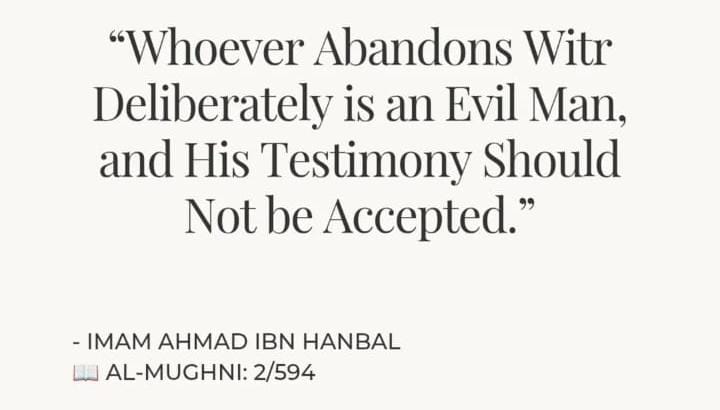 “Whoever Abandons Witr
Deliberately is an Evil Man,
and His Testimony Should
Not be Accepted.”
- IMAM AHMAD IBN HANBAL
📖 AL-MUGHNI: 2/594